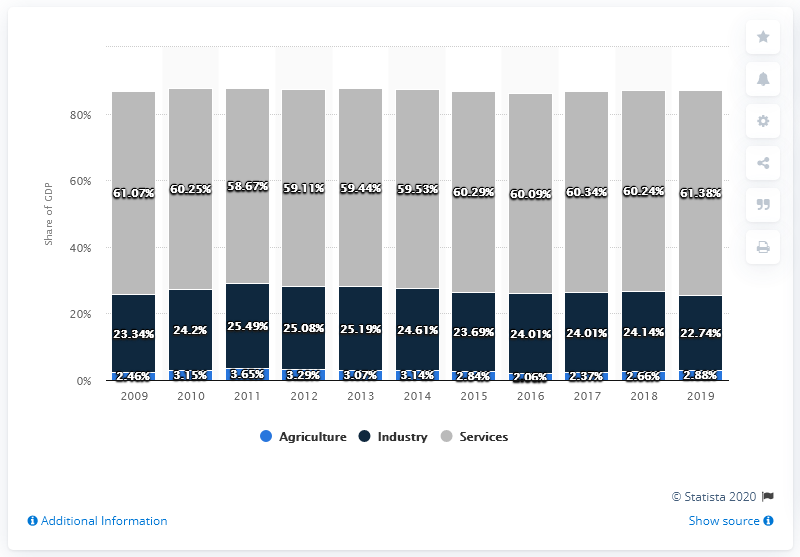 80%
60%
40%
20%
0%
Share of GDP
61.07% 60.25% 58.67% 59.11% 59.44% 59.53% 60.29% 60.09% 60.34% 60.24% 61.38%
23.34% 24.2% 25.49% 25.08% 25.19% 24.61% 23.69% 24.01% 24.01% 24.14% 22.74%
2.46% 3.15% 3.65% 3.29% 3.07% 3.14% 2.84% 2.06% 2.37% 2.66% 2.88%
2009 2010 2011 2012 2013 2014 2015 2016 2017 2018 2019
Agriculture Industry Services
© Statista 2020
Additional Information Show source